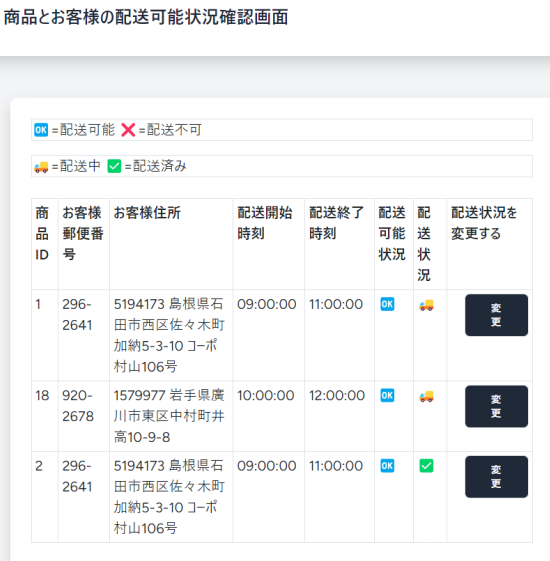 商品とお客様の配送可能状況確認画面
🆗=配送可能 ❌=配送不可
🚚=配送中 ✅=配送済み
商品ID お客様郵便番号 お客様住所 配送開始時刻 配送終了時刻 配送可能状況 配送状況 配送状況を変更する
1 296-2641 5194173 島根県石田市西区佐々木町加納5-3-10 コーポ村山106号 09:00:00 11:00:00 🆗 🚚 変更
18 920-2678 1579977 岩手県廣川市東区中村町井高10-9-8 10:00:00 12:00:00 🆗 🚚 変更
2 296-2641 5194173 島根県石田市西区佐々木町加納5-3-10 コーポ村山106号 09:00:00 11:00:00 🆗 ✅ 変更